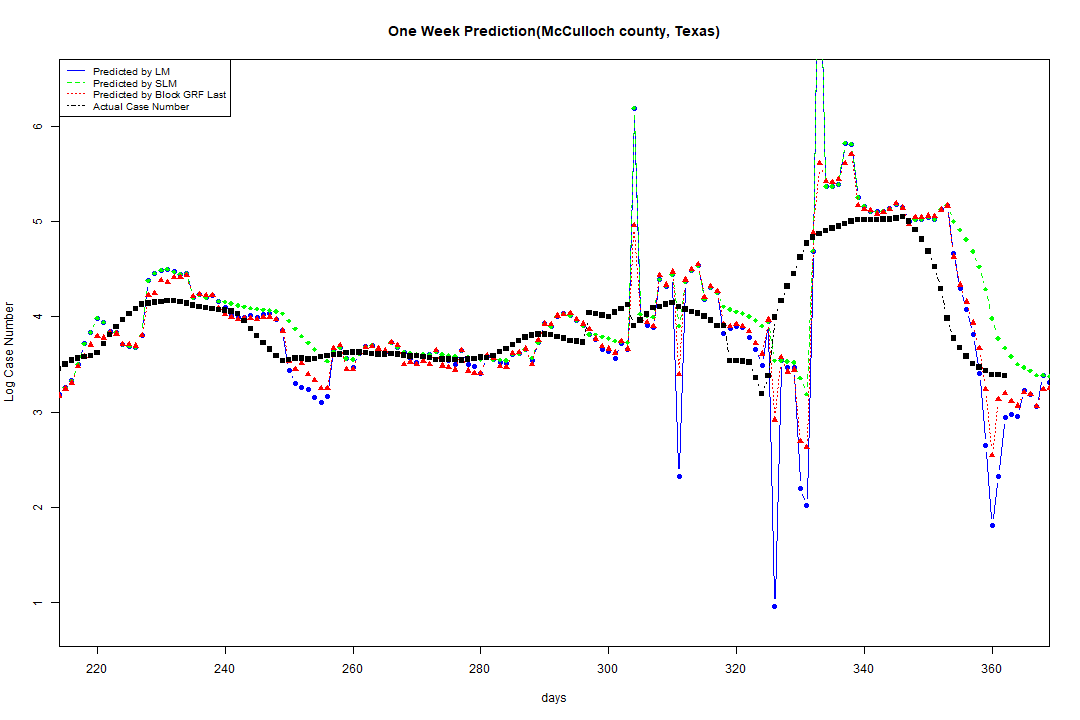 One Week Prediction(McCulloch county, Texas)
Predicted by LM
Predicted by SLM
Predicted by Block GRF Last
Actual Case Number
6
5
4
3
2
1
Log Case Number
220 240 260 280 300 320 340 360
days